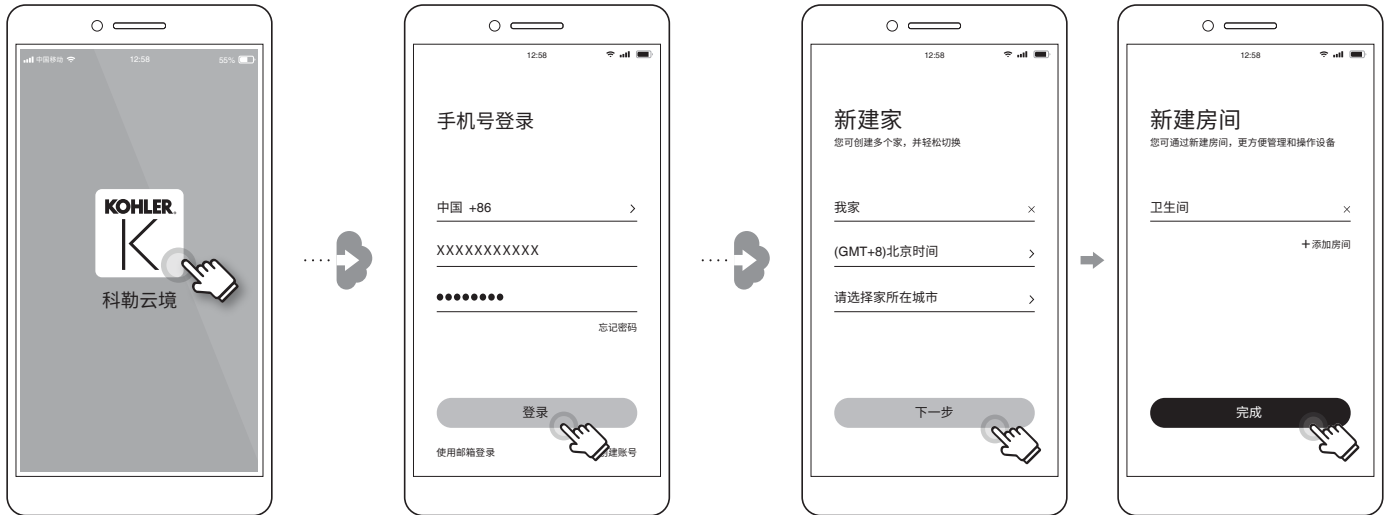 中国移动 12:58 55%
KOHLER
K
科勒云境
12:58
手机号登录
中国 +86
XXXXXXXXXXX
忘记密码
登录
使用邮箱登录 创建账号
12:58
新建家
您可创建多个家，并轻松切换
我家
(GMT+8)北京时间
请选择家所在城市
下一步
12:58
新建房间
您可通过新建房间，更方便管理和操作设备
卫生间
+添加房间
完成